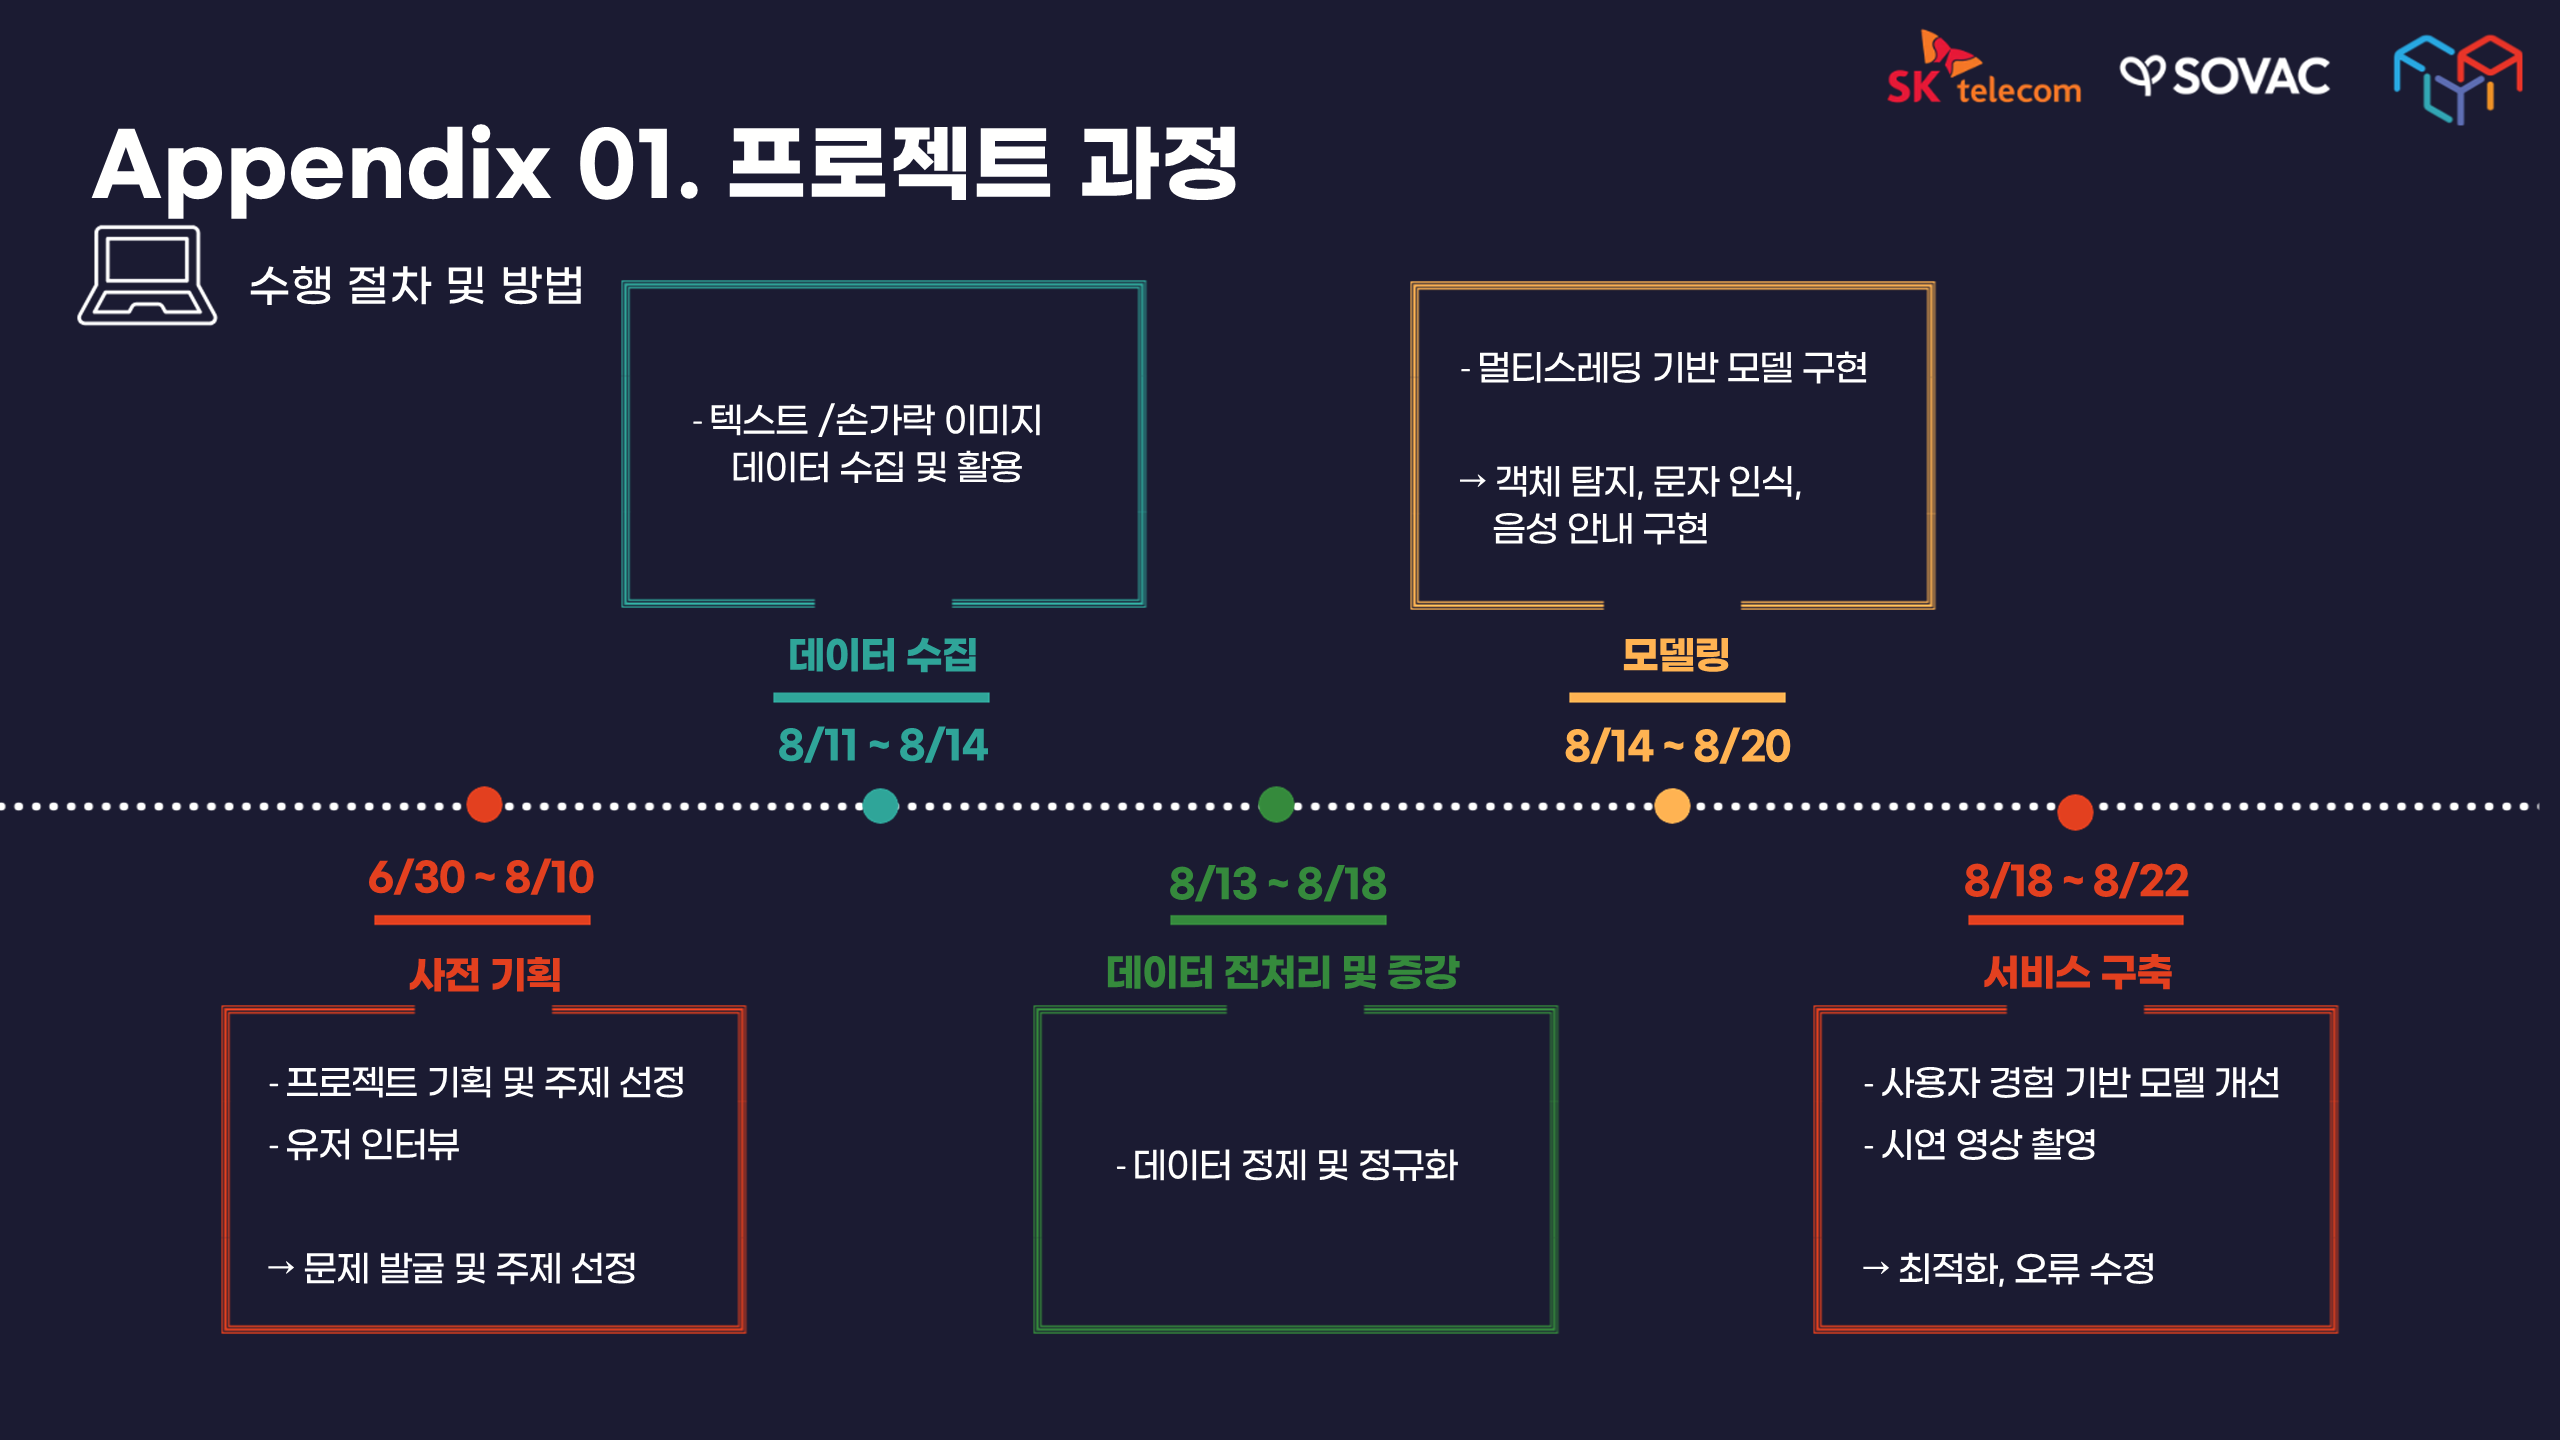 SK telecom
SOVAC
Appendix 01. 프로젝트 과정
수행 절차 및 방법
- 텍스트 /손가락 이미지
데이터 수집 및 활용
데이터 수집
8/11 ~ 8/14
- 멀티스레딩 기반 모델 구현
→ 객체 탐지, 문자 인식,
음성 안내 구현
모델링
8/14 ~ 8/20
6/30 ~ 8/10
사전 기획
- 프로젝트 기획 및 주제 선정
- 유저 인터뷰
→ 문제 발굴 및 주제 선정
8/13 ~ 8/18
데이터 전처리 및 증강
- 데이터 정제 및 정규화
8/18 ~ 8/22
서비스 구축
- 사용자 경험 기반 모델 개선
- 시연 영상 촬영
→ 최적화, 오류 수정